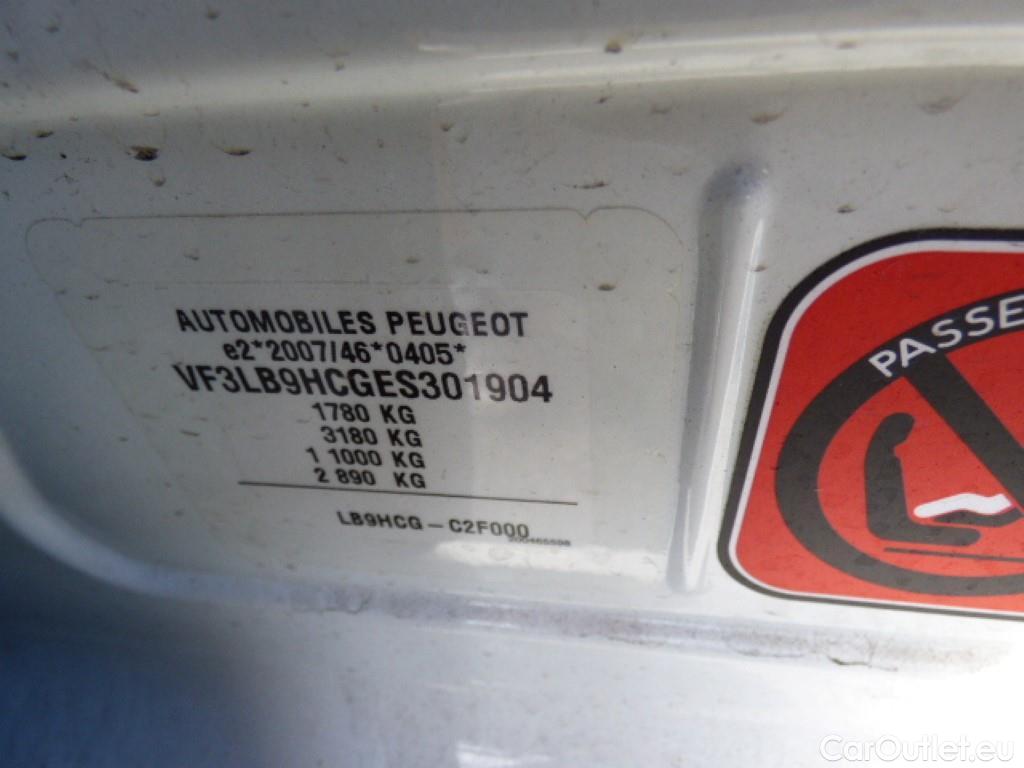 AUTOMOBILES PEUGEOT
e2*2007/46*0405*
VF3LB9HCGES301904
1780 KG
3180 KG
1 1000 KG
2 890 KG
LB9HCG - C2F000
PASSE
CarOutlet.eu